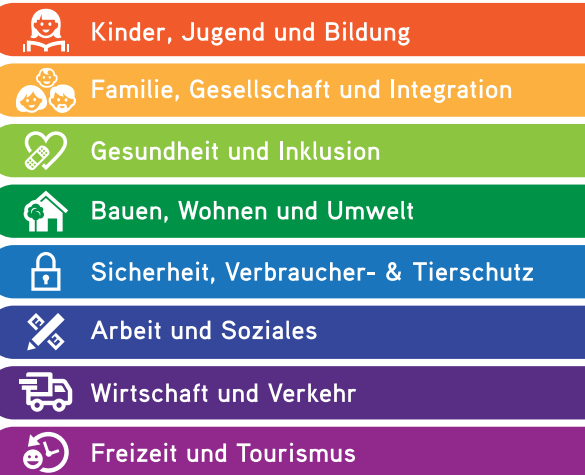 Kinder, Jugend und Bildung
Familie, Gesellschaft und Integration
Gesundheit und Inklusion
Bauen, Wohnen und Umwelt
Sicherheit, Verbraucher- & Tierschutz
Arbeit und Soziales
Wirtschaft und Verkehr
Freizeit und Tourismus